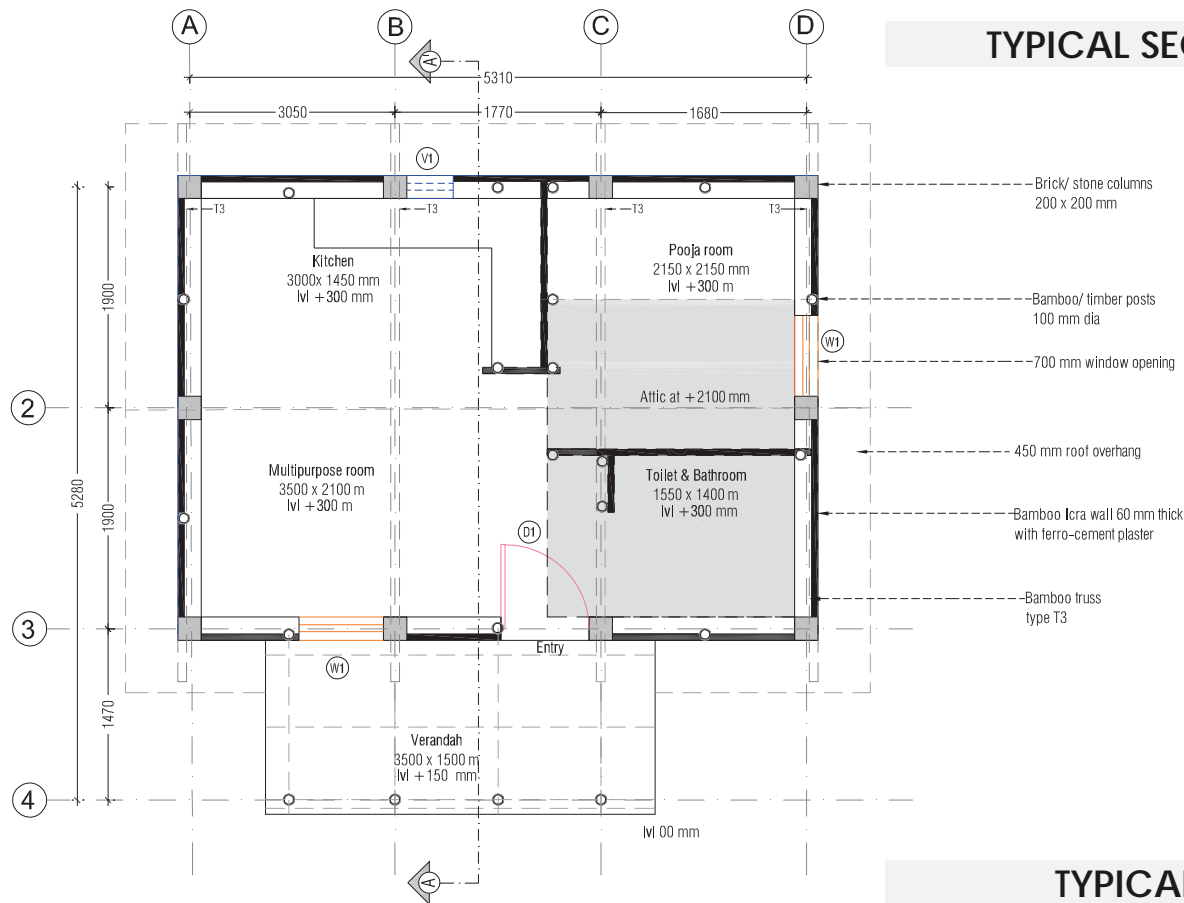 A
B
C
D
TYPICAL SEC
A'
5310
3050
1770
1680
V1
Brick/ stone columns
200 x 200 mm
T3
T3
T3
T3
Kitchen
3000x 1450 mm
lvl +300 mm
Pooja room
2150 x 2150 mm
lvl +300 m
1900
Bamboo/ timber posts
100 mm dia
W1
700 mm window opening
2
Attic at +2100 mm
450 mm roof overhang
Multipurpose room
3500 x 2100 m
lvl +300 m
Toilet & Bathroom
1550 x 1400 m
lvl +300 mm
5280
1900
D1
Bamboo Icra wall 60 mm thick
with ferro-cement plaster
Bamboo truss
type T3
3
Entry
W1
1470
Verandah
3500 x 1500 m
lvl +150 mm
4
lvl 00 mm
A
TYPICAL